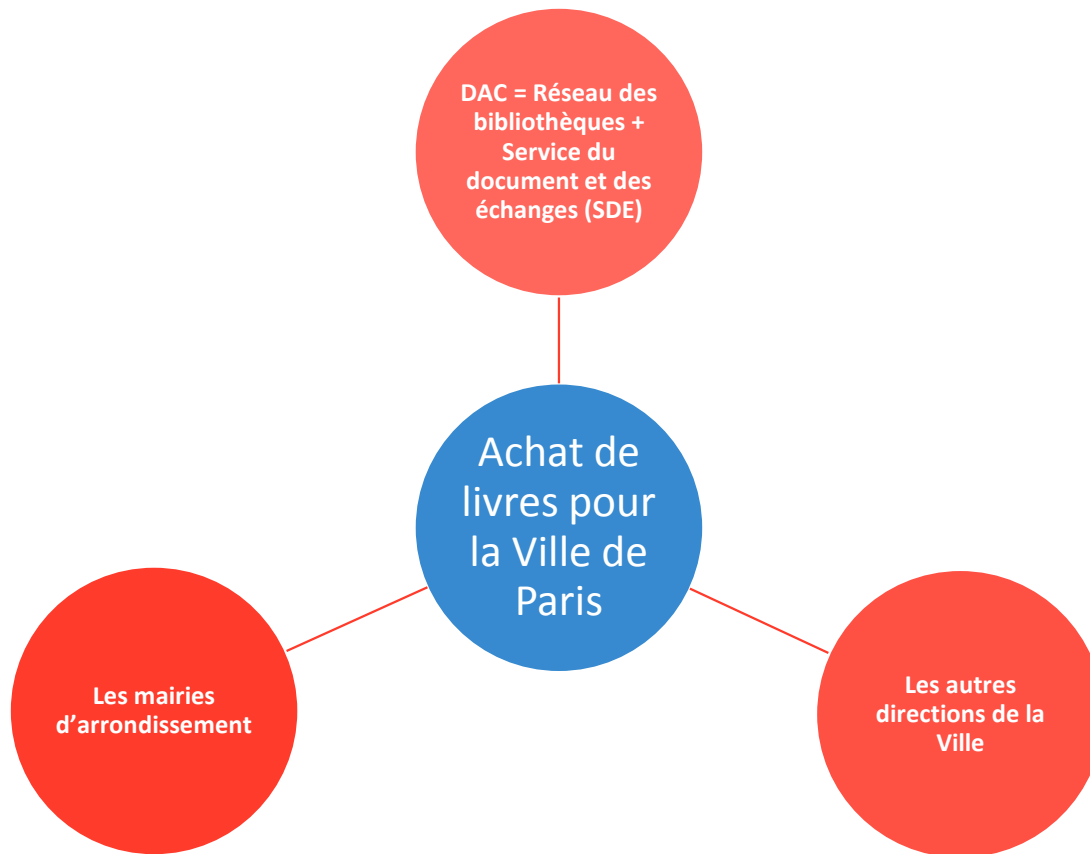 DAC = Réseau des
bibliothèques +
Service du
document et des
échanges (SDE)
Achat de
livres pour
la Ville de
Paris
Les mairies
d’arrondissement
Les autres
directions de la
Ville